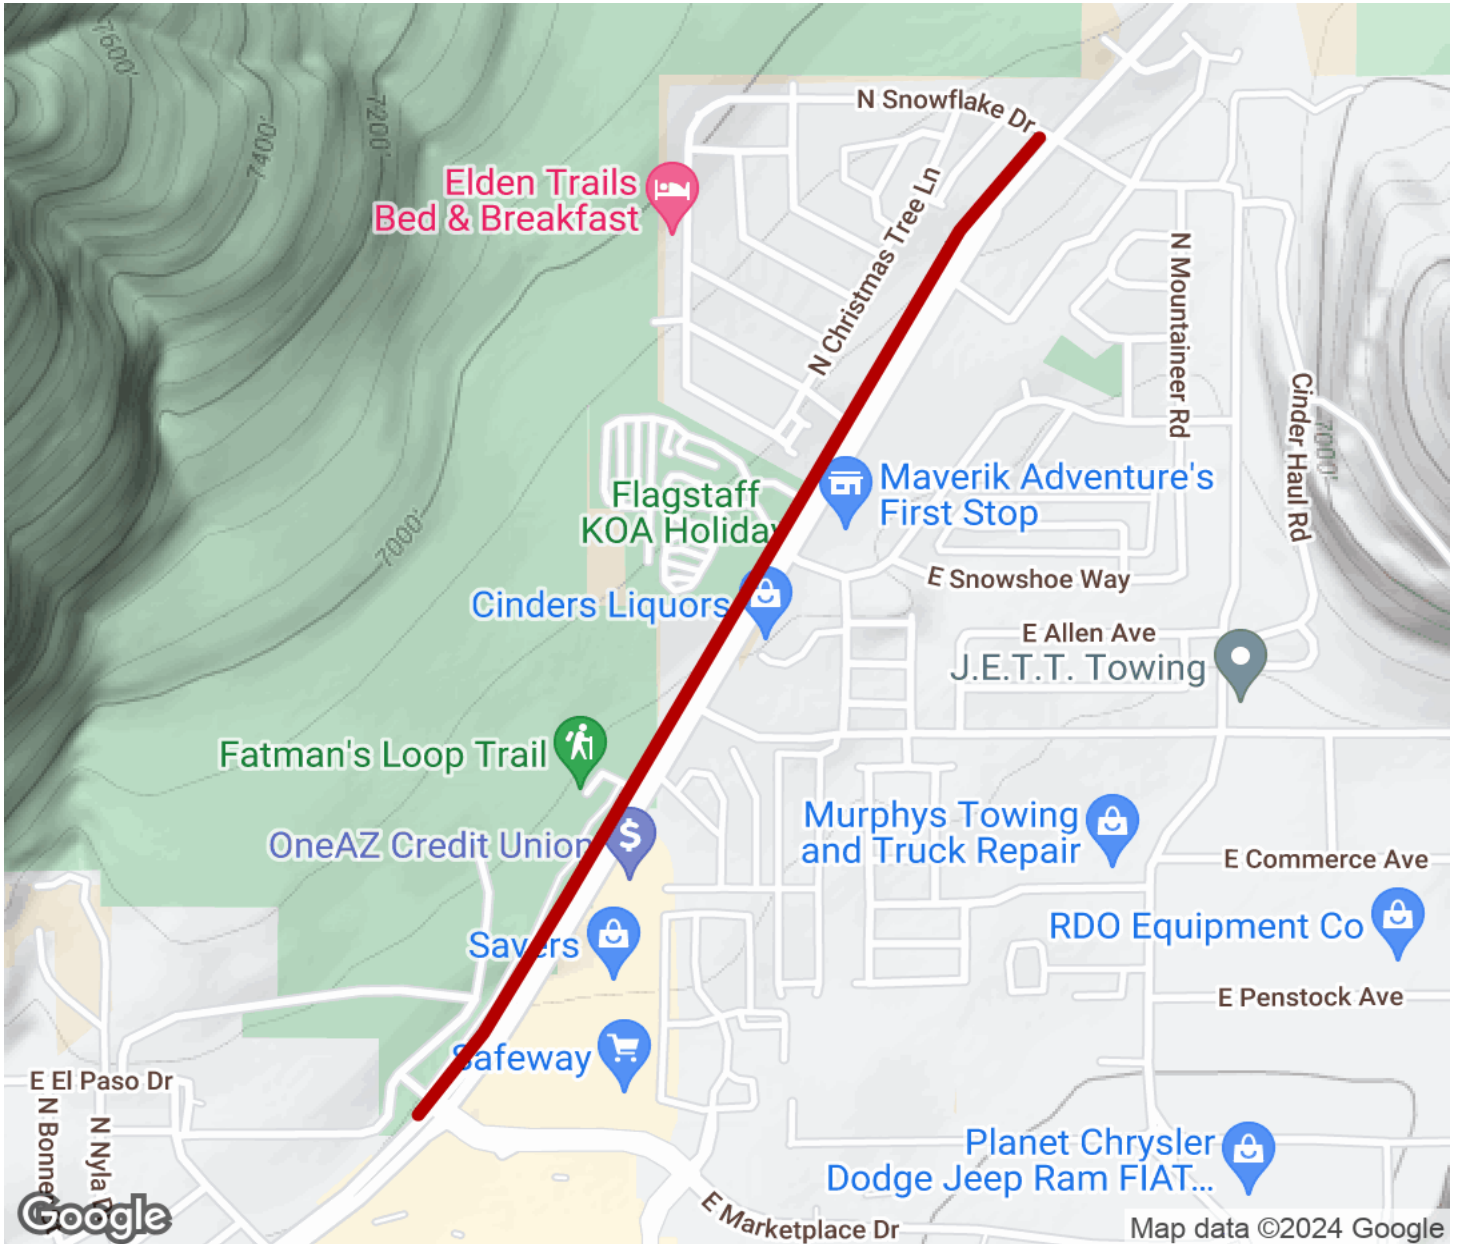 7600'
7400'
7200'
N Snowflake Dr
Elden Trails
Bed & Breakfast
N Christmas Tree Ln
N Mountaineer Rd
Cinder Haul Rd
7000'
Maverik Adventure's
First Stop
Flagstaff
KOA Holiday
7000'
E Snowshoe Way
Cinders Liquors
E Allen Ave
J.E.T.T. Towing
Fatman's Loop Trail
Murphys Towing
and Truck Repair
OneAZ Credit Union
E Commerce Ave
RDO Equipment Co
Savers
E Penstock Ave
Safeway
E El Paso Dr
N Bonner
N Nyla
Planet Chrysler
Dodge Jeep Ram FIAT...
E Marketplace Dr
Google
Map data ©2024 Google